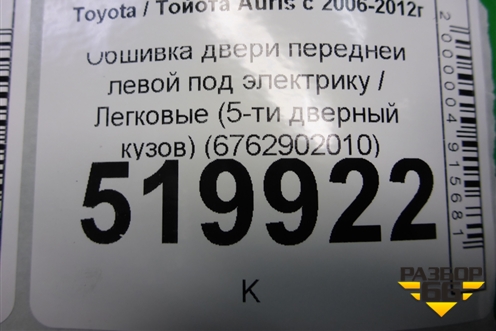 Toyota / Тойота Auris с 2006-2012г
Обшивка двери передней
левой под электрику /
Легковые (5-ти дверный
кузов) (6762902010)
519922
К
2000004915681
РАЗБОР
66